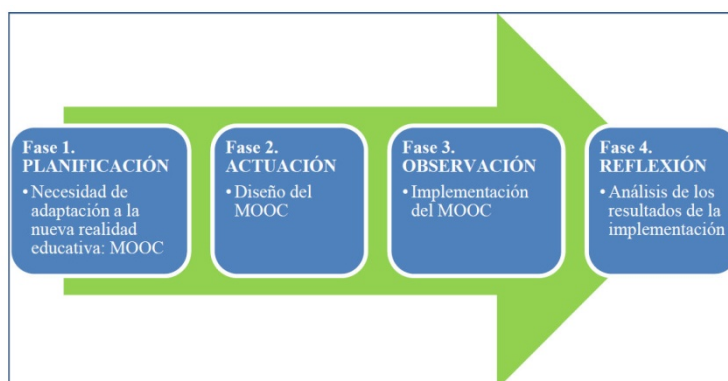 Fase 1.
PLANIFICACIÓN
• Necesidad de
adaptación a la
nueva realidad
educativa: MOOC
Fase 2.
ACTUACIÓN
• Diseño del
MOOC
Fase 3.
OBSERVACIÓN
• Implementación
del MOOC
Fase 4.
REFLEXIÓN
• Análisis de los
resultados de la
implementación